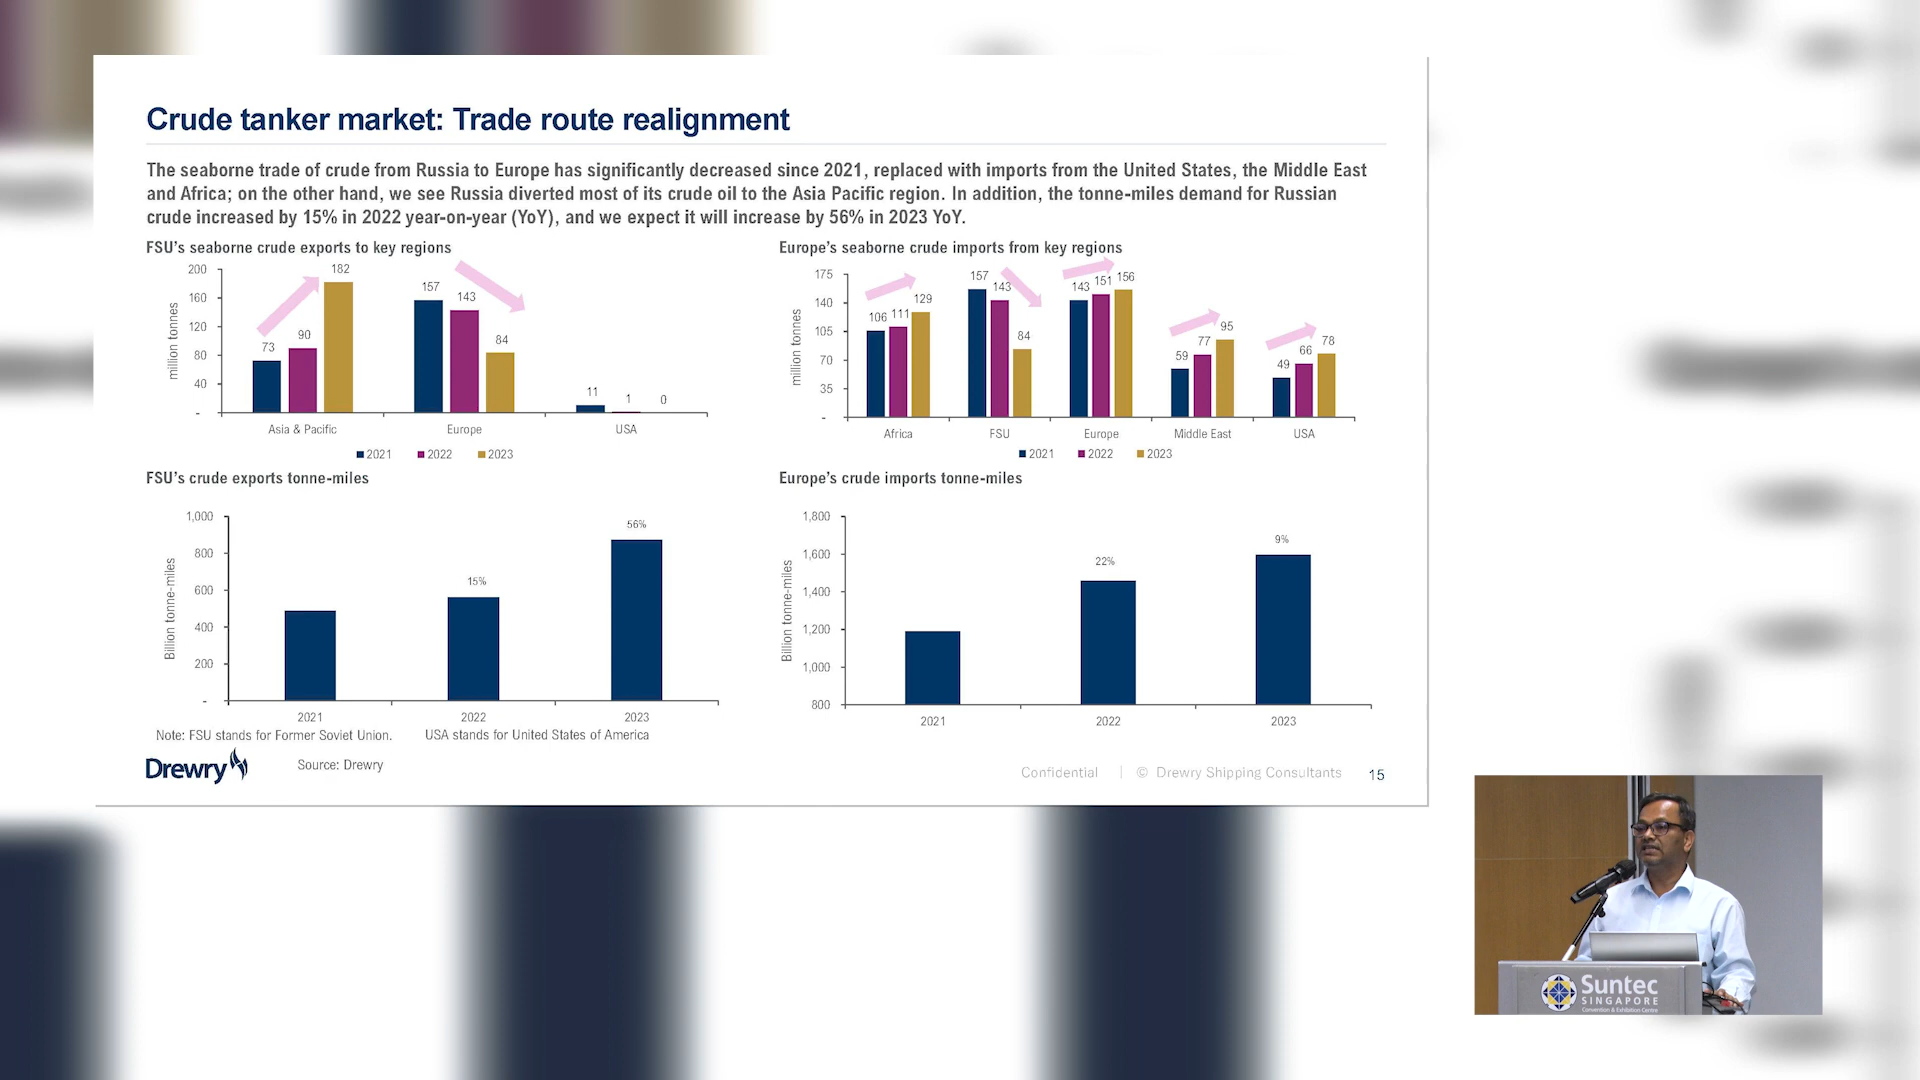 Crude tanker market: Trade route realignment
The seaborne trade of crude from Russia to Europe has significantly decreased since 2021, replaced with imports from the United States, the Middle East
and Africa; on the other hand, we see Russia diverted most of its crude oil to the Asia Pacific region. In addition, the tonne-miles demand for Russian
crude increased by 15% in 2022 year-on-year (YoY), and we expect it will increase by 56% in 2023 YoY.
FSU's seaborne crude exports to key regions
million tonnes
200
160
120
80
40
-
73
90
182
157
143
84
11
1
0
Asia & Pacific
Europe
USA
2021
2022
2023
Europe's seaborne crude imports from key regions
million tonnes
175
140
105
70
35
-
106
111
129
157
143
84
143
151
156
59
77
95
49
66
78
Africa
FSU
Europe
Middle East
USA
2021
2022
2023
FSU's crude exports tonne-miles
Billion tonne-miles
1,000
800
600
400
200
-
15%
56%
2021
2022
2023
Europe's crude imports tonne-miles
Billion tonne-miles
1,800
1,600
1,400
1,200
1,000
800
22%
9%
2021
2022
2023
Note: FSU stands for Former Soviet Union.
USA stands for United States of America
Drewry
Source: Drewry
Confidential | © Drewry Shipping Consultants 15
Suntec
SINGAPORE
Convention & Exhibition Centre